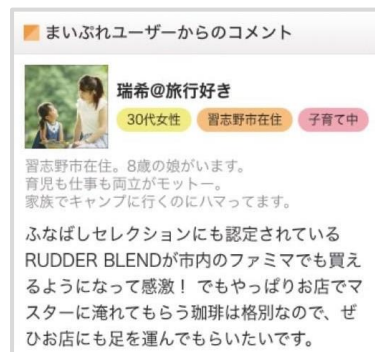 まいぷれユーザーからのコメント
瑞希@旅行好き
30代女性 習志野市在住 子育て中
習志野市在住。8歳の娘がいます。
育児も仕事も両立がモットー。
家族でキャンプに行くのにハマってます。
ふなばしセレクションにも認定されている
RUDDER BLENDが市内のファミマでも買え
るようになって感激！ でもやっぱりお店でマ
スターに淹れてもらう珈琲は格別なので、ぜ
ひお店にも足を運んでもらいたいです。